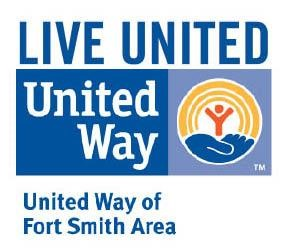 LIVE UNITED
United
Way
TM
United Way of
Fort Smith Area